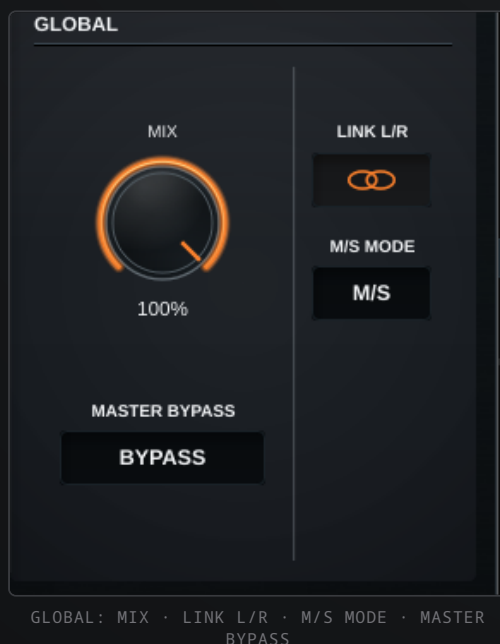 GLOBAL
MIX
LINK L/R
M/S MODE
M/S
100%
MASTER BYPASS
BYPASS
GLOBAL: MIX · LINK L/R · M/S MODE · MASTER
BYPASS